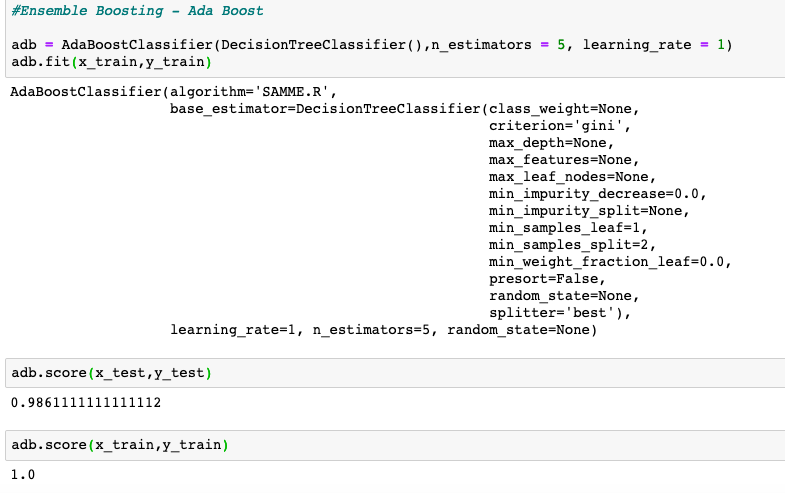 #Ensemble Boosting - Ada Boost
adb = AdaBoostClassifier(DecisionTreeClassifier(),n_estimators = 5, learning_rate = 1)
adb.fit(x_train,y_train)
AdaBoostClassifier(algorithm='SAMME.R',
base_estimator=DecisionTreeClassifier(class_weight=None,
criterion='gini',
max_depth=None,
max_features=None,
max_leaf_nodes=None,
min_impurity_decrease=0.0,
min_impurity_split=None,
min_samples_leaf=1,
min_samples_split=2,
min_weight_fraction_leaf=0.0,
presort=False,
random_state=None,
splitter='best'),
learning_rate=1, n_estimators=5, random_state=None)
adb.score(x_test,y_test)
0.9861111111111112
adb.score(x_train,y_train)
1.0